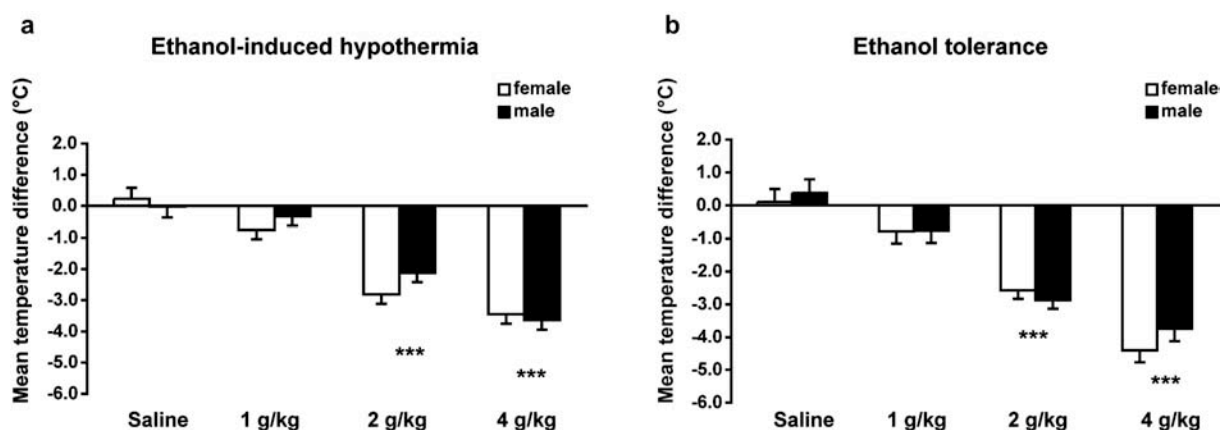 a
Ethanol-induced hypothermia
female
male
Mean temperature difference (°C)
2.0
1.0
0.0
-1.0
-2.0
-3.0
-4.0
-5.0
-6.0
***
***
Saline 1 g/kg 2 g/kg 4 g/kg
b
Ethanol tolerance
female
male
Mean temperature difference (°C)
2.0
1.0
0.0
-1.0
-2.0
-3.0
-4.0
-5.0
-6.0
***
***
Saline 1 g/kg 2 g/kg 4 g/kg